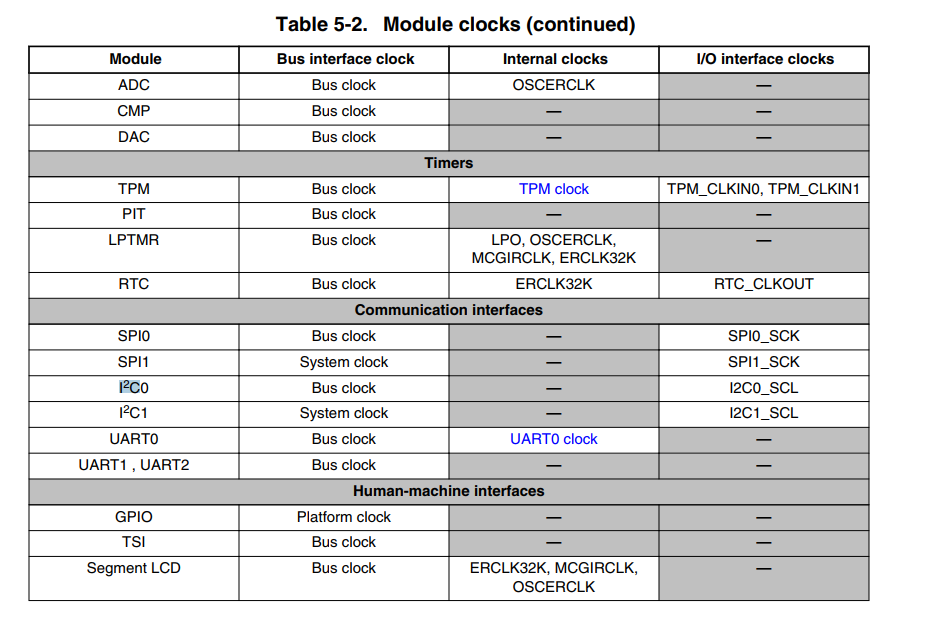 Table 5-2. Module clocks (continued)
Module Bus interface clock Internal clocks I/O interface clocks
ADC Bus clock OSCERCLK —
CMP Bus clock — —
DAC Bus clock — —
Timers
TPM Bus clock TPM clock TPM_CLKIN0, TPM_CLKIN1
PIT Bus clock — —
LPTMR Bus clock LPO, OSCERCLK, —
MCGIRCLK, ERCLK32K
RTC Bus clock ERCLK32K RTC_CLKOUT
Communication interfaces
SPI0 Bus clock — SPI0_SCK
SPI1 System clock — SPI1_SCK
I²C0 Bus clock — I2C0_SCL
I²C1 System clock — I2C1_SCL
UART0 Bus clock UART0 clock —
UART1 , UART2 Bus clock — —
Human-machine interfaces
GPIO Platform clock — —
TSI Bus clock — —
Segment LCD Bus clock ERCLK32K, MCGIRCLK, —
OSCERCLK